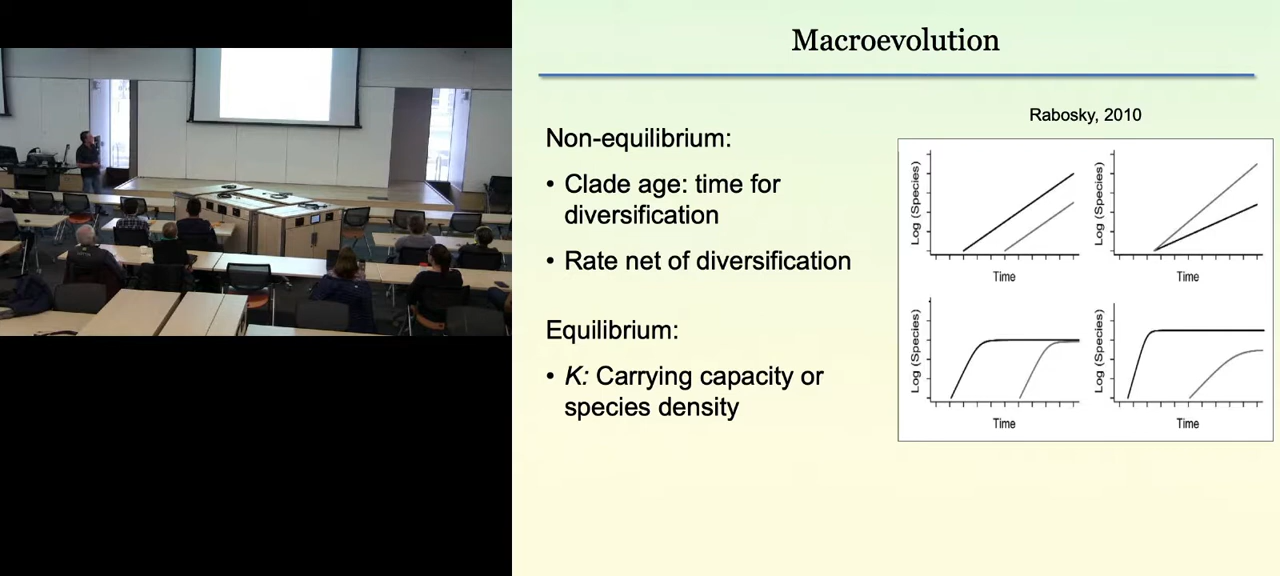 Macroevolution
Non-equilibrium:
• Clade age: time for
diversification
• Rate net of diversification
Equilibrium:
• K: Carrying capacity or
species density
Rabosky, 2010
Log (Species)
Time
Log (Species)
Time
Log (Species)
Time
Log (Species)
Time